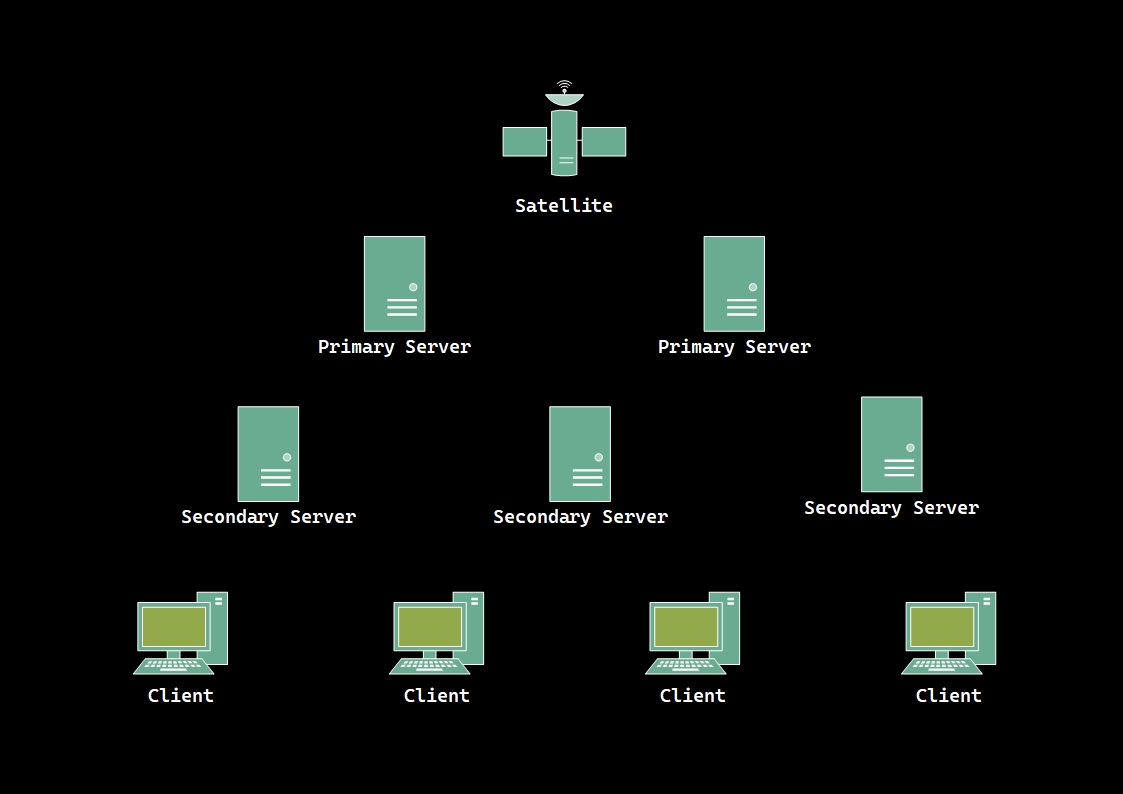 Satellite
Primary Server
Primary Server
Secondary Server
Secondary Server
Secondary Server
Client
Client
Client
Client